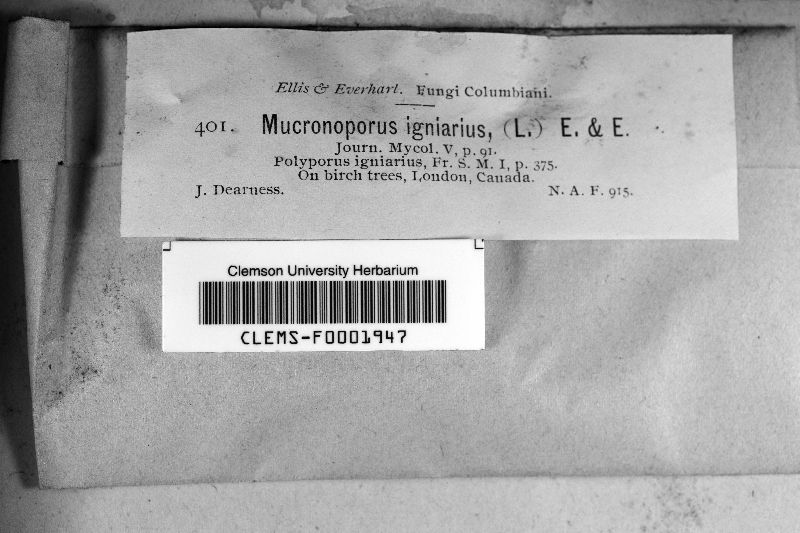 Ellis & Everhart. Fungi Columbiani.
401. Mucronoporus igniarius, (L.) E. & E.
Journ. Mycol. V, p. 91.
Polyporus igniarius, Fr. S. M. I, p. 375.
On birch trees, London, Canada.
J. Dearness. N. A. F. 915.
Clemson University Herbarium
CLEMS-F0001947